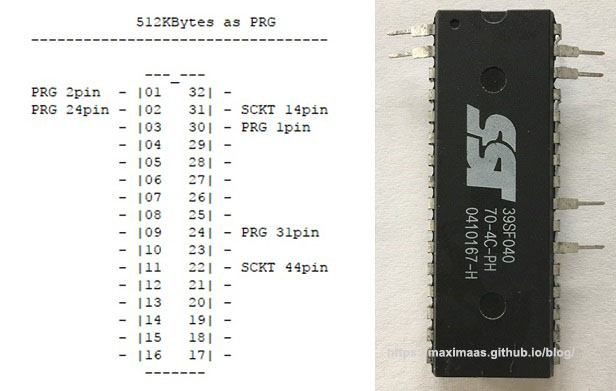 512KBytes as PRG
----------------------------------
--- ---
PRG 2pin - |01 32| -
PRG 24pin - |02 31| - SCKT 14pin
- |03 30| - PRG 1pin
- |04 29| -
- |05 28| -
- |06 27| -
- |07 26| -
- |08 25| -
- |09 24| - PRG 31pin
- |10 23| -
- |11 22| - SCKT 44pin
- |12 21| -
- |13 20| -
- |14 19| -
- |15 18| -
- |16 17| -
-------
SST
39SF040
70-4C-PH
0410167-H
https://maximaas.github.io/blog/